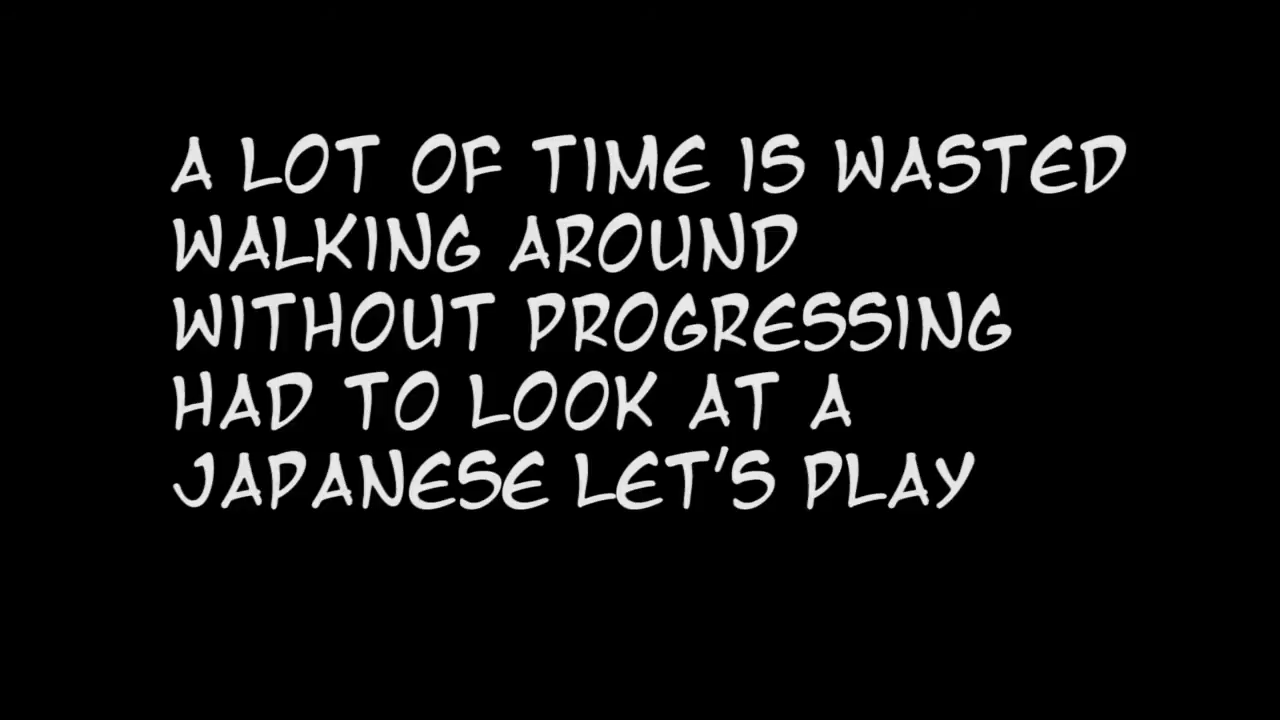 A LOT OF TIME IS WASTED
WALKING AROUND
WITHOUT PROGRESSING
HAD TO LOOK AT A
JAPANESE LET'S PLAY